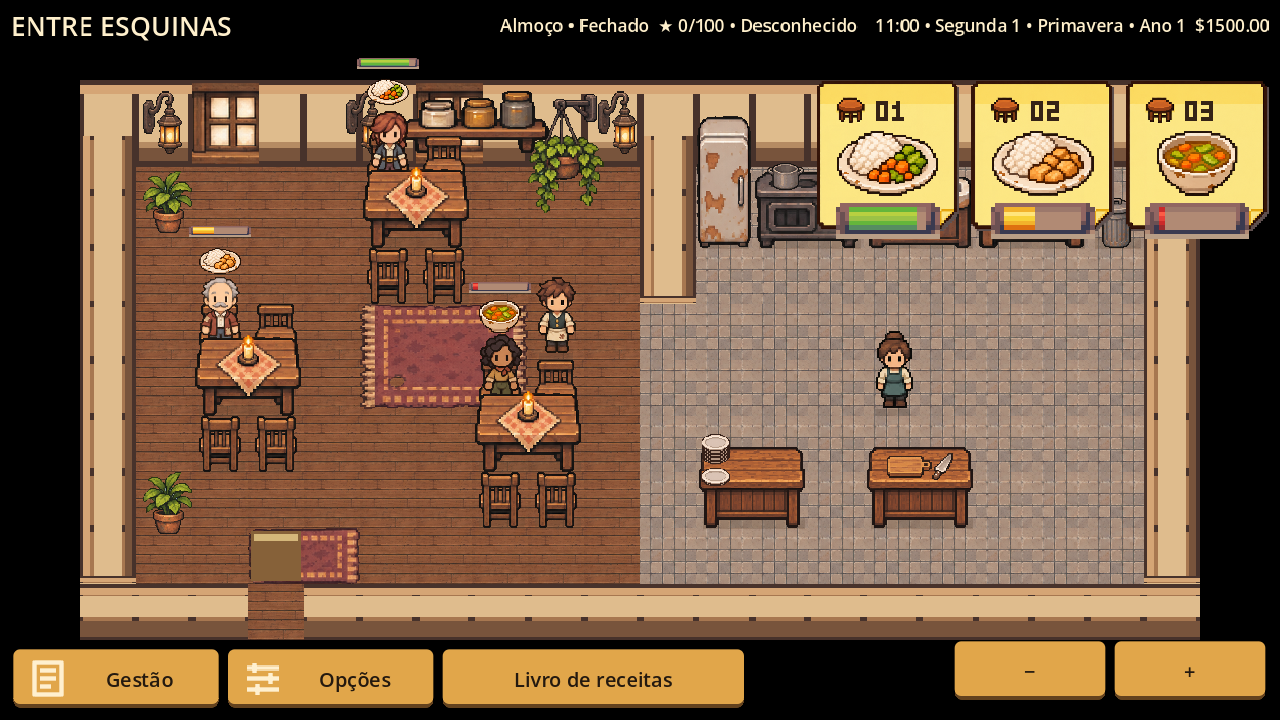 ENTRE ESQUINAS
Almoço • Fechado ★ 0/100 • Desconhecido 11:00 • Segunda 1 • Primavera • Ano 1 $1500.00
01
02
03
Gestão
Opções
Livro de receitas
−
+